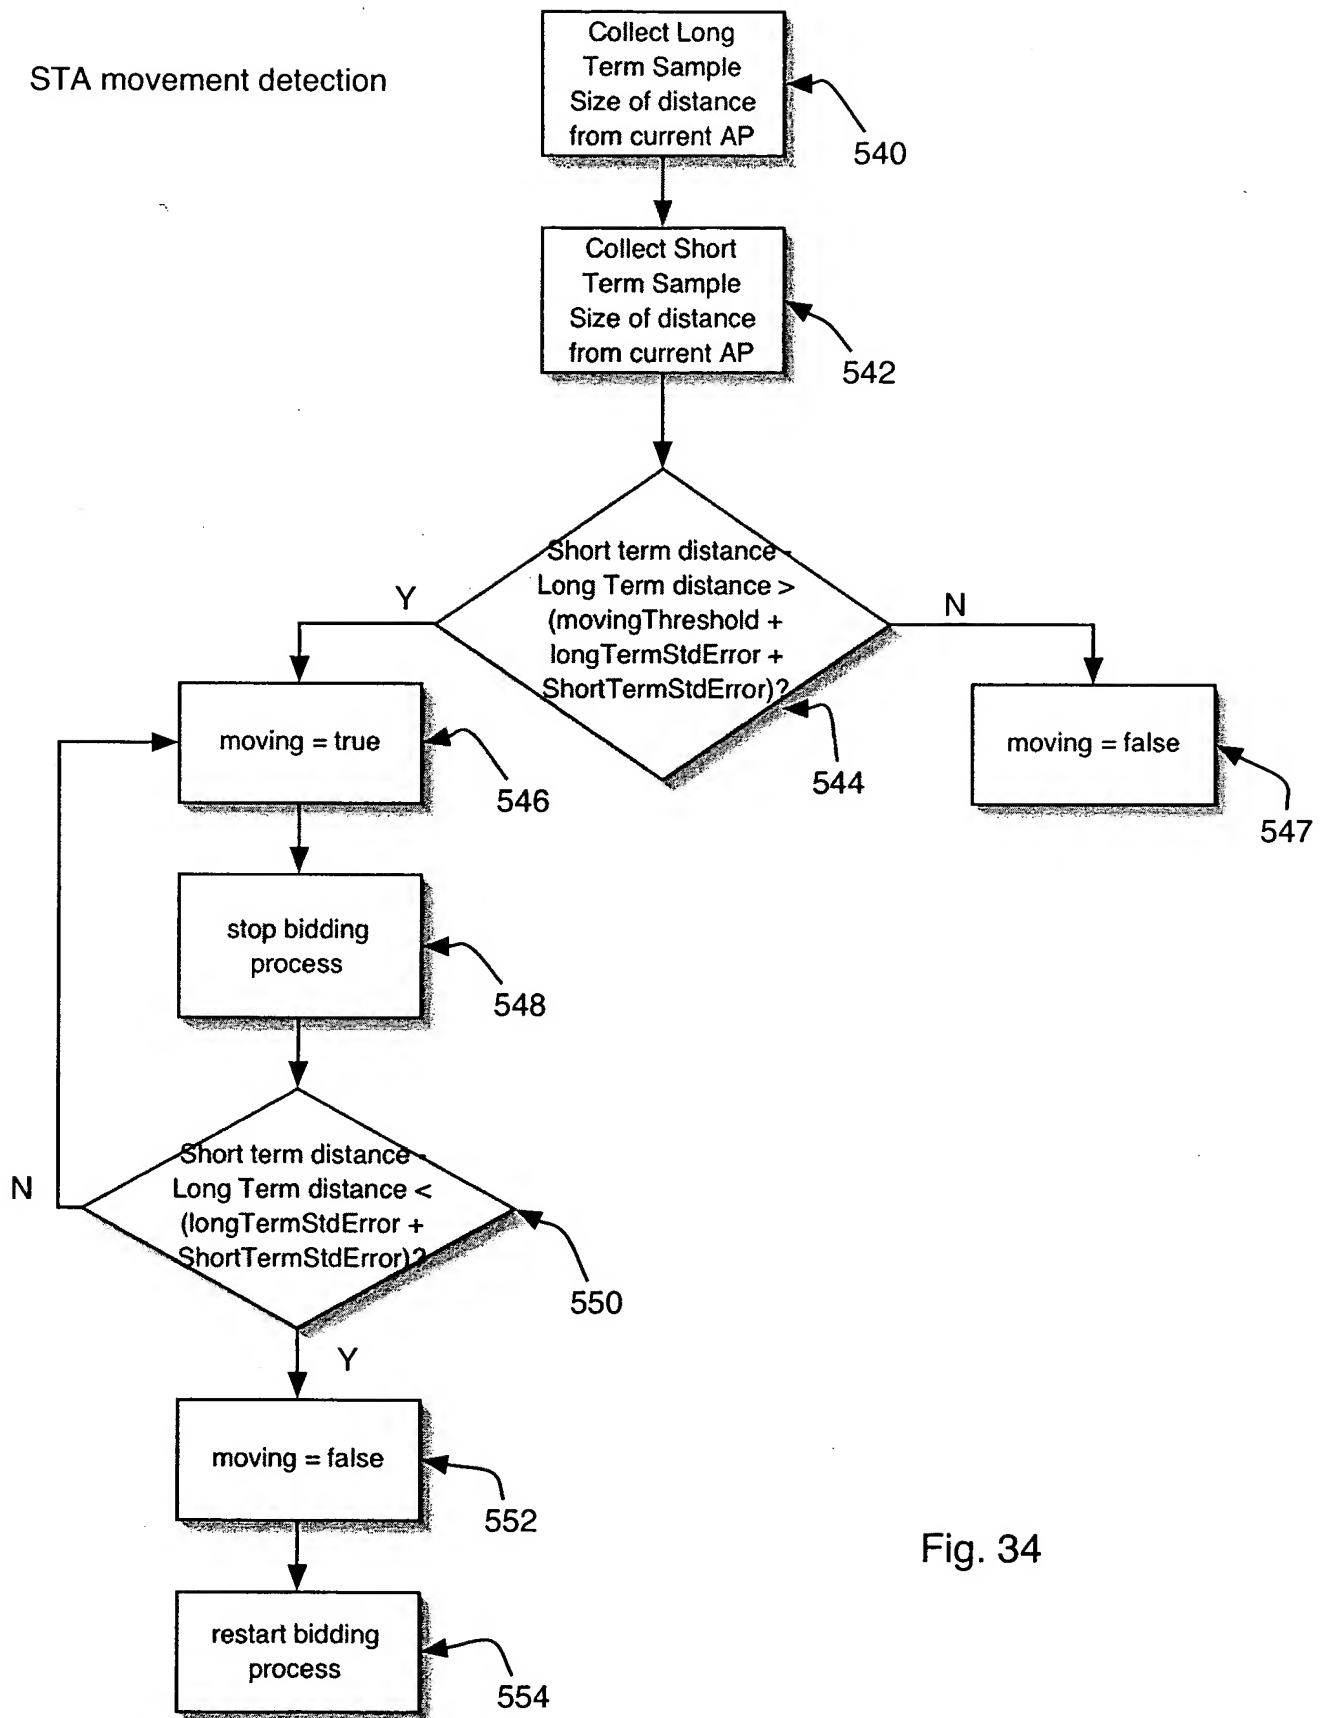 STA movement detection
Collect Long
Term Sample
Size of distance
from current AP
540
Collect Short
Term Sample
Size of distance
from current AP
542
Short term distance -
Long Term distance >
(movingThreshold +
longTermStdError +
ShortTermStdError)?
Y
N
544
moving = true
546
moving = false
547
stop bidding
process
548
Short term distance -
Long Term distance <
(longTermStdError +
ShortTermStdError)?
N
550
Y
moving = false
552
restart bidding
process
554
Fig. 34